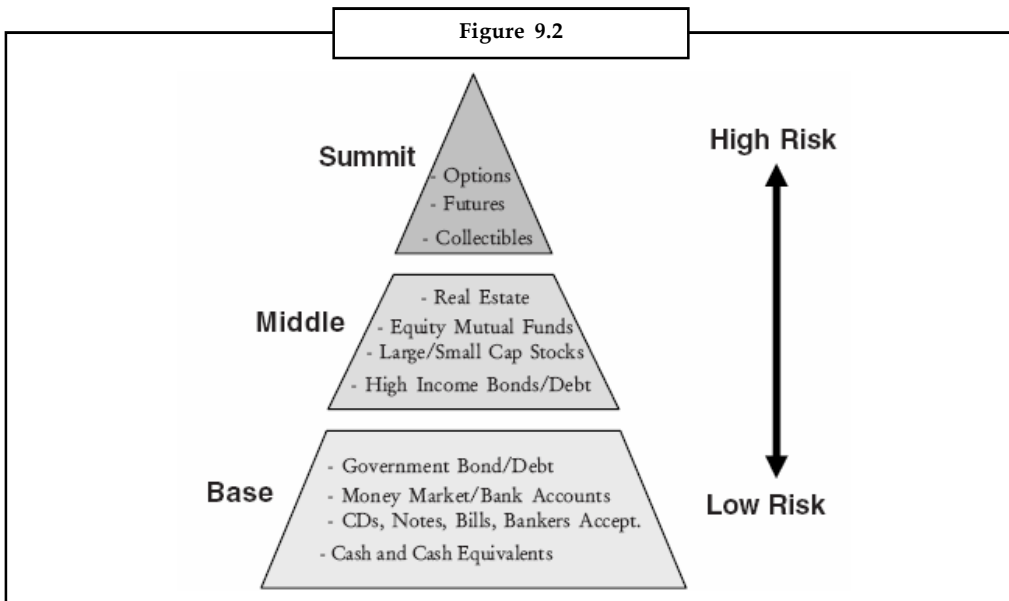 Figure 9.2
Summit
- Options
- Futures
- Collectibles
High Risk
Middle
- Real Estate
- Equity Mutual Funds
- Large/Small Cap Stocks
- High Income Bonds/Debt
Base
- Government Bond/Debt
- Money Market/Bank Accounts
- CDs, Notes, Bills, Bankers Accept.
- Cash and Cash Equivalents
Low Risk